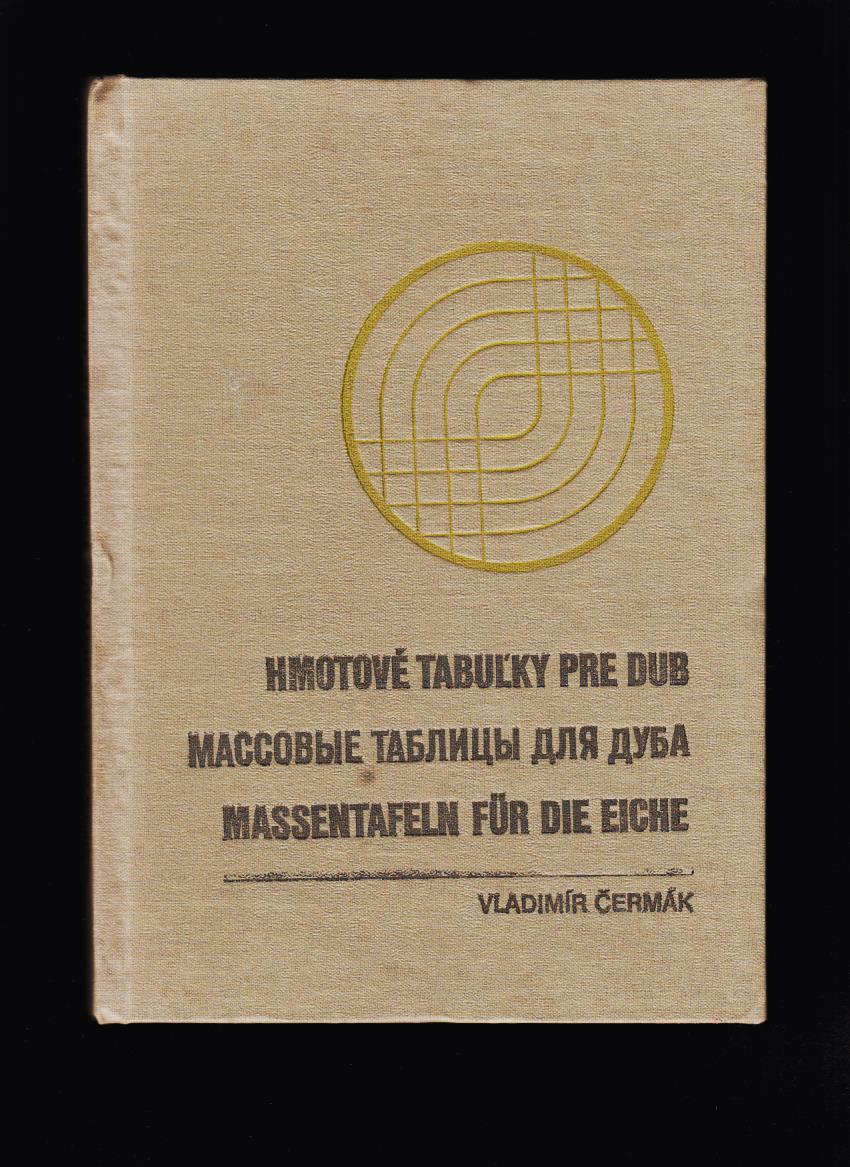 HMOTOVÉ TABUĽKY PRE DUB
МАССОВЫЕ ТАБЛИЦЫ ДЛЯ ДУБА
MASSENTAFELN FÜR DIE EICHE
VLADIMÍR ČERMÁK